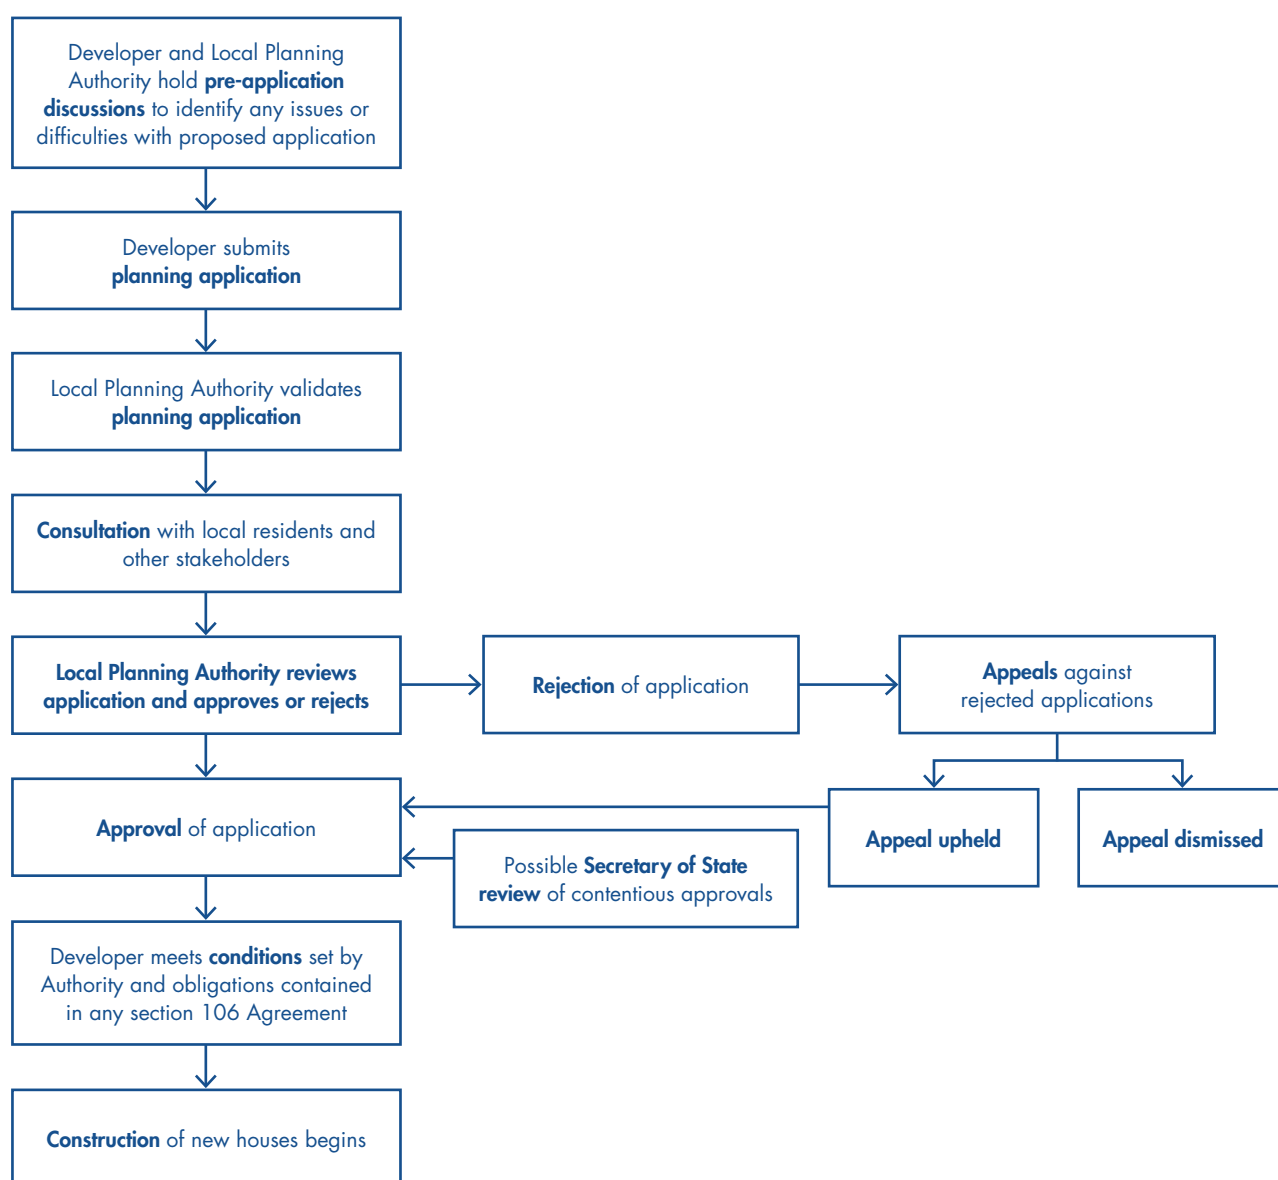 Developer and Local Planning
Authority hold pre-application
discussions to identify any issues or
difficulties with proposed application
Developer submits
planning application
Local Planning Authority validates
planning application
Consultation with local residents and
other stakeholders
Local Planning Authority reviews
application and approves or rejects
Rejection of application
Appeals against
rejected applications
Approval of application
Possible Secretary of State
review of contentious approvals
Appeal upheld
Appeal dismissed
Developer meets conditions set by
Authority and obligations contained
in any section 106 Agreement
Construction of new houses begins